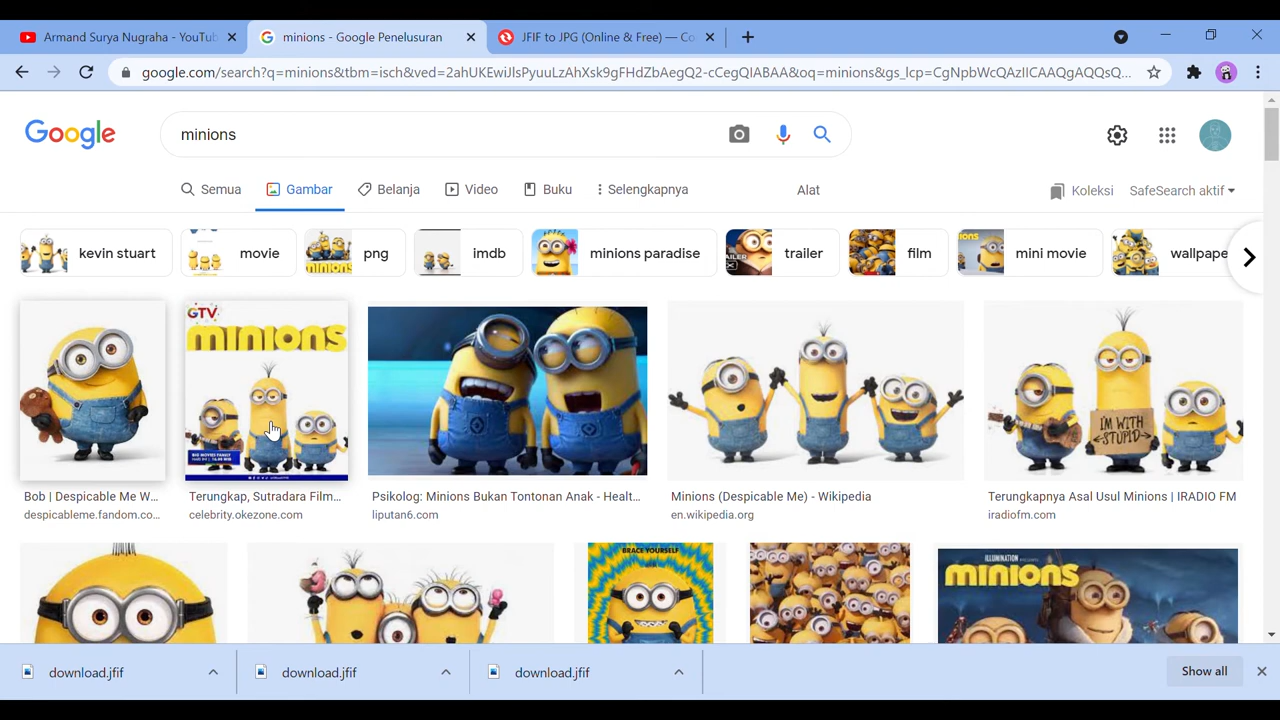 Armand Surya Nugraha - YouTub
minions - Google Penelusuran
JFIF to JPG (Online & Free) — Co
google.com/search?q=minions&tbm=isch&ved=2ahUKEwiJlsPyuuLzAhXsk9gFHdZbAegQ2-cCegQIABAA&oq=minions&gs_lcp=CgNpbWcQAzIICAAQgAQQsQ...
Google
minions
Semua
Gambar
Belanja
Video
Buku
Selengkapnya
Alat
Koleksi
SafeSearch aktif
kevin stuart
movie
png
imdb
minions paradise
trailer
film
mini movie
wallpape
GTV
minions
BIG MOVIES FAMILY
I'M WITH
STUPID
Bob | Despicable Me W...
despicableme.fandom.co...
Terungkap, Sutradara Film...
celebrity.okezone.com
Psikolog: Minions Bukan Tontonan Anak - Healt...
liputan6.com
Minions (Despicable Me) - Wikipedia
en.wikipedia.org
Terungkapnya Asal Usul Minions | IRADIO FM
iradiofm.com
BRACE YOURSELF
ILLUMINATION
minions
download.jfif
download.jfif
download.jfif
Show all